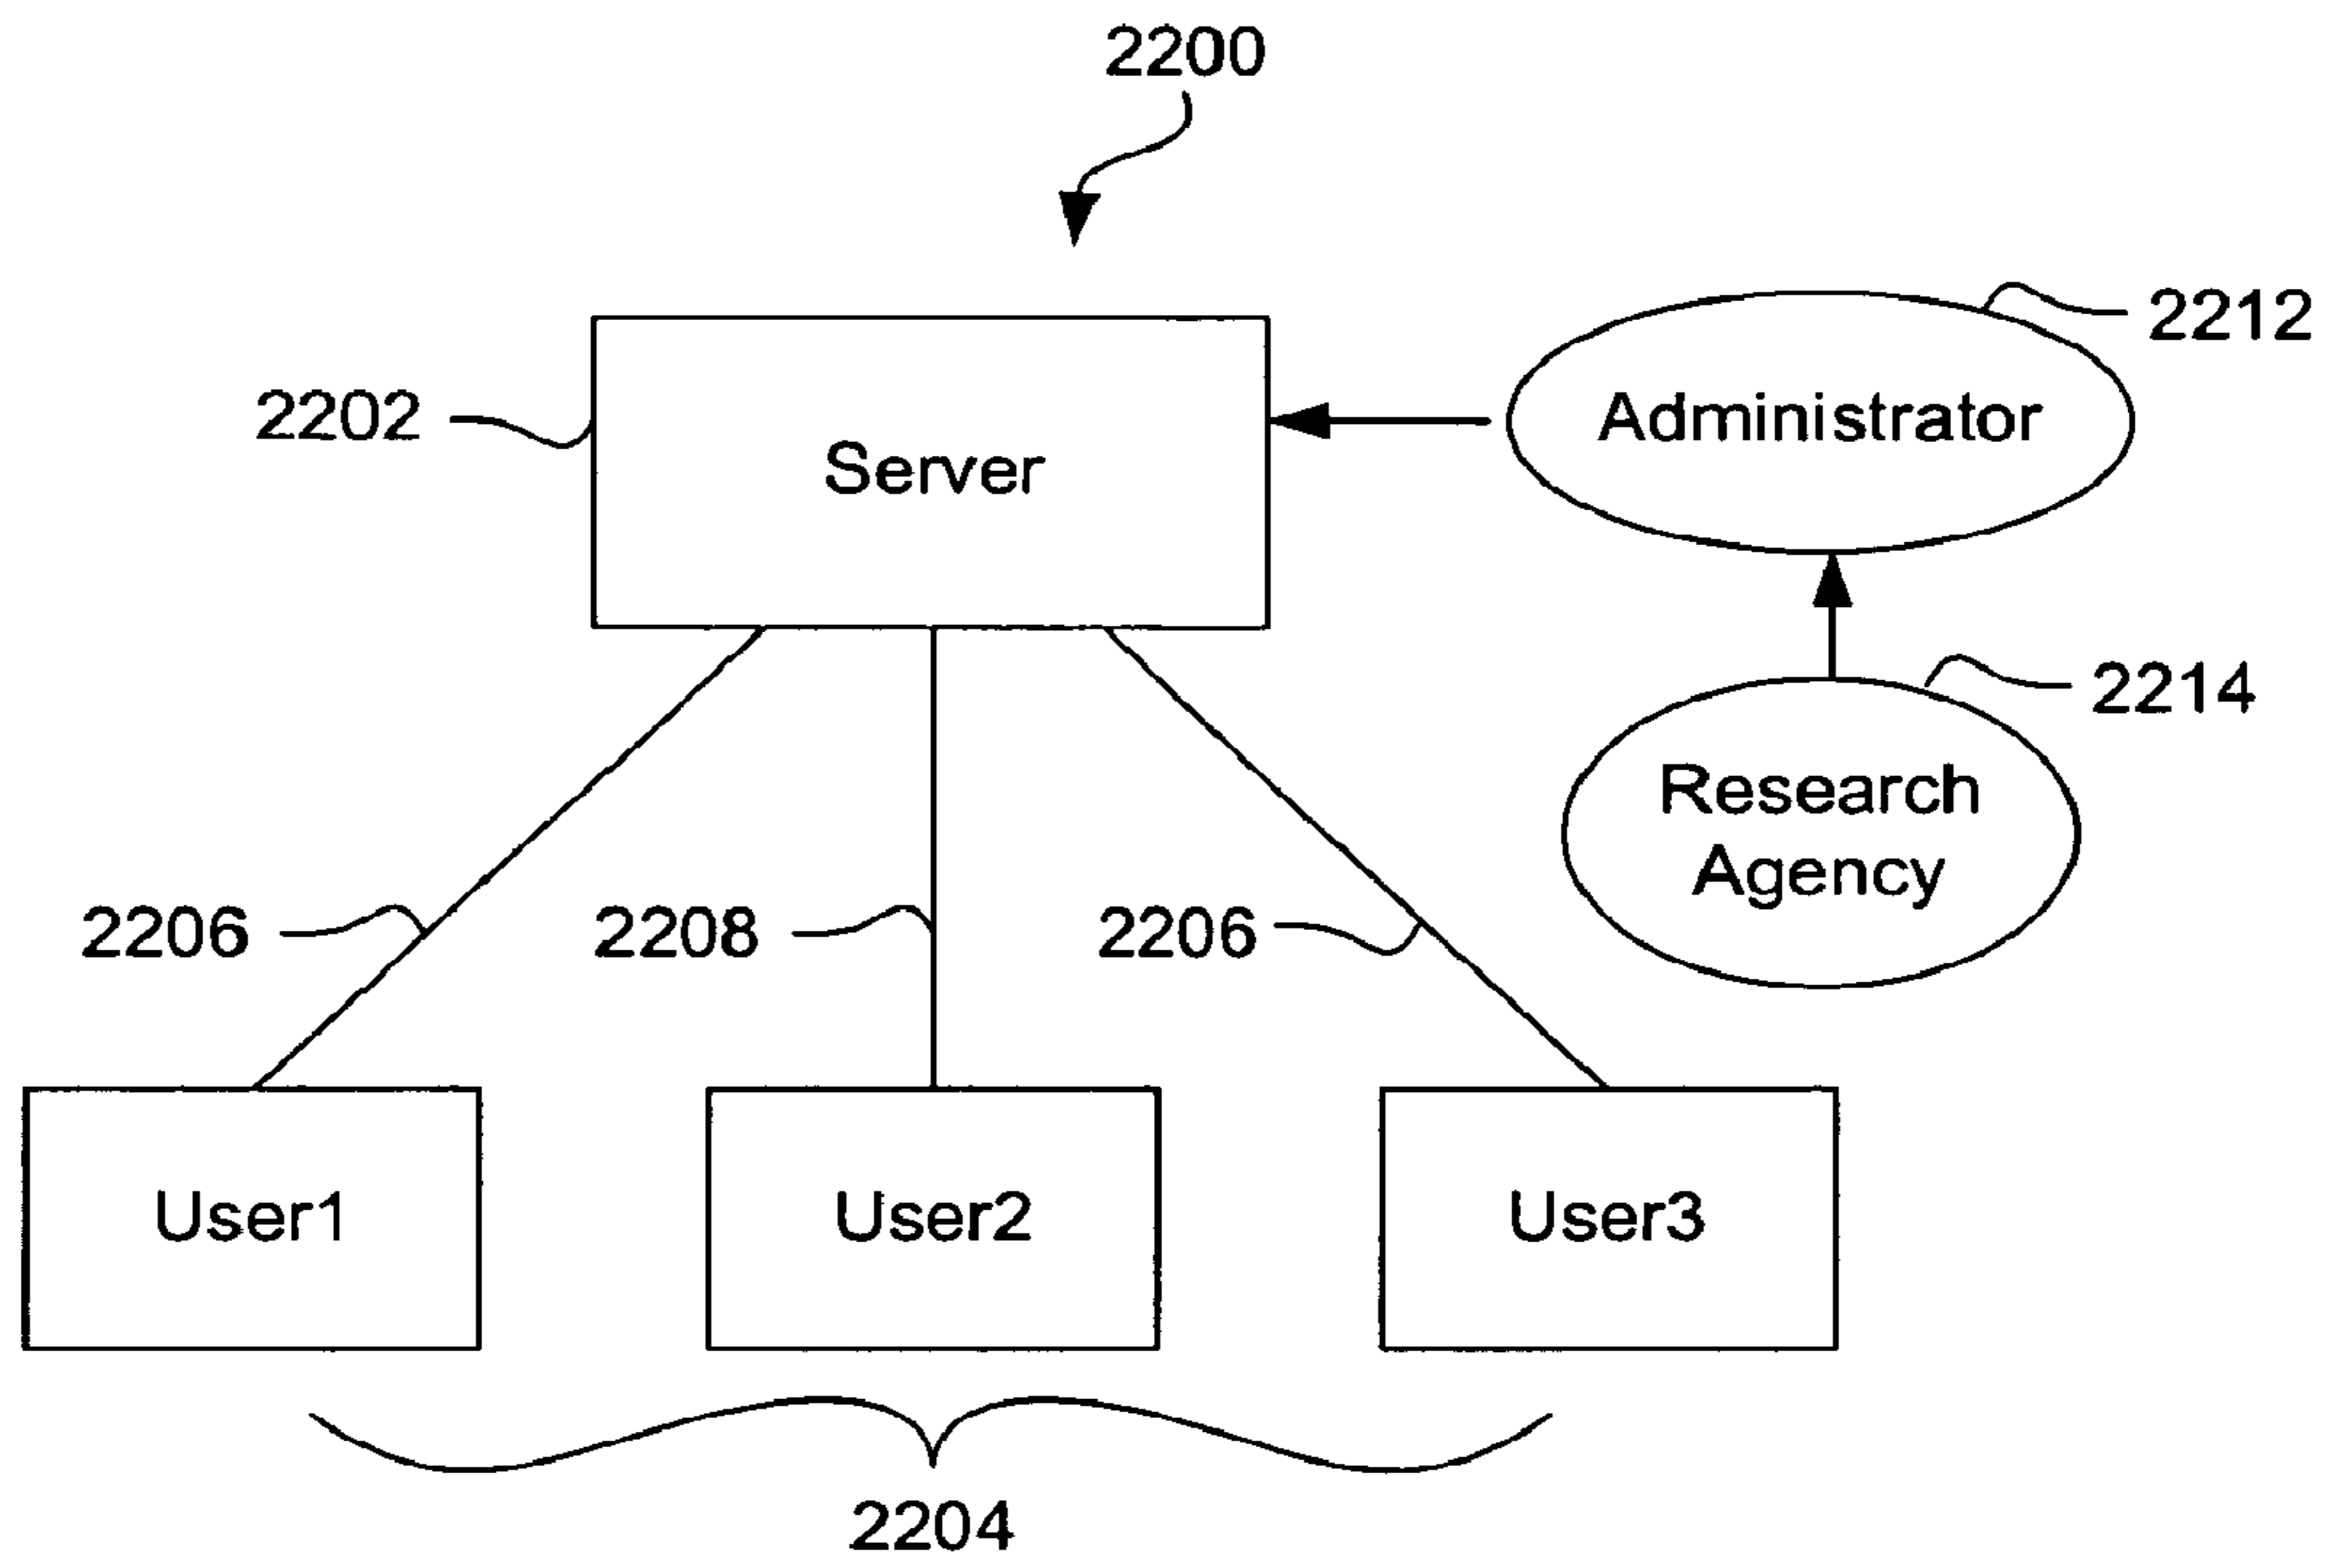 2200
2212
2202
Administrator
Server
2214
Research
Agency
2206
2208
2206
User1
User2
User3
2204